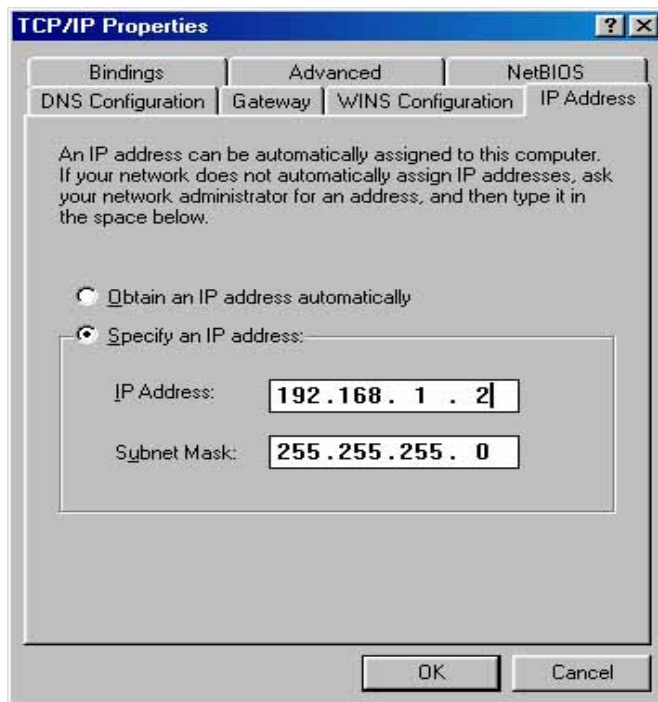 TCP/IP Properties
Bindings Advanced NetBIOS
DNS Configuration Gateway WINS Configuration IP Address
An IP address can be automatically assigned to this computer.
If your network does not automatically assign IP addresses, ask
your network administrator for an address, and then type it in
the space below.
Obtain an IP address automatically
Specify an IP address:
IP Address: 192.168. 1 . 2
Subnet Mask: 255.255.255. 0
OK Cancel